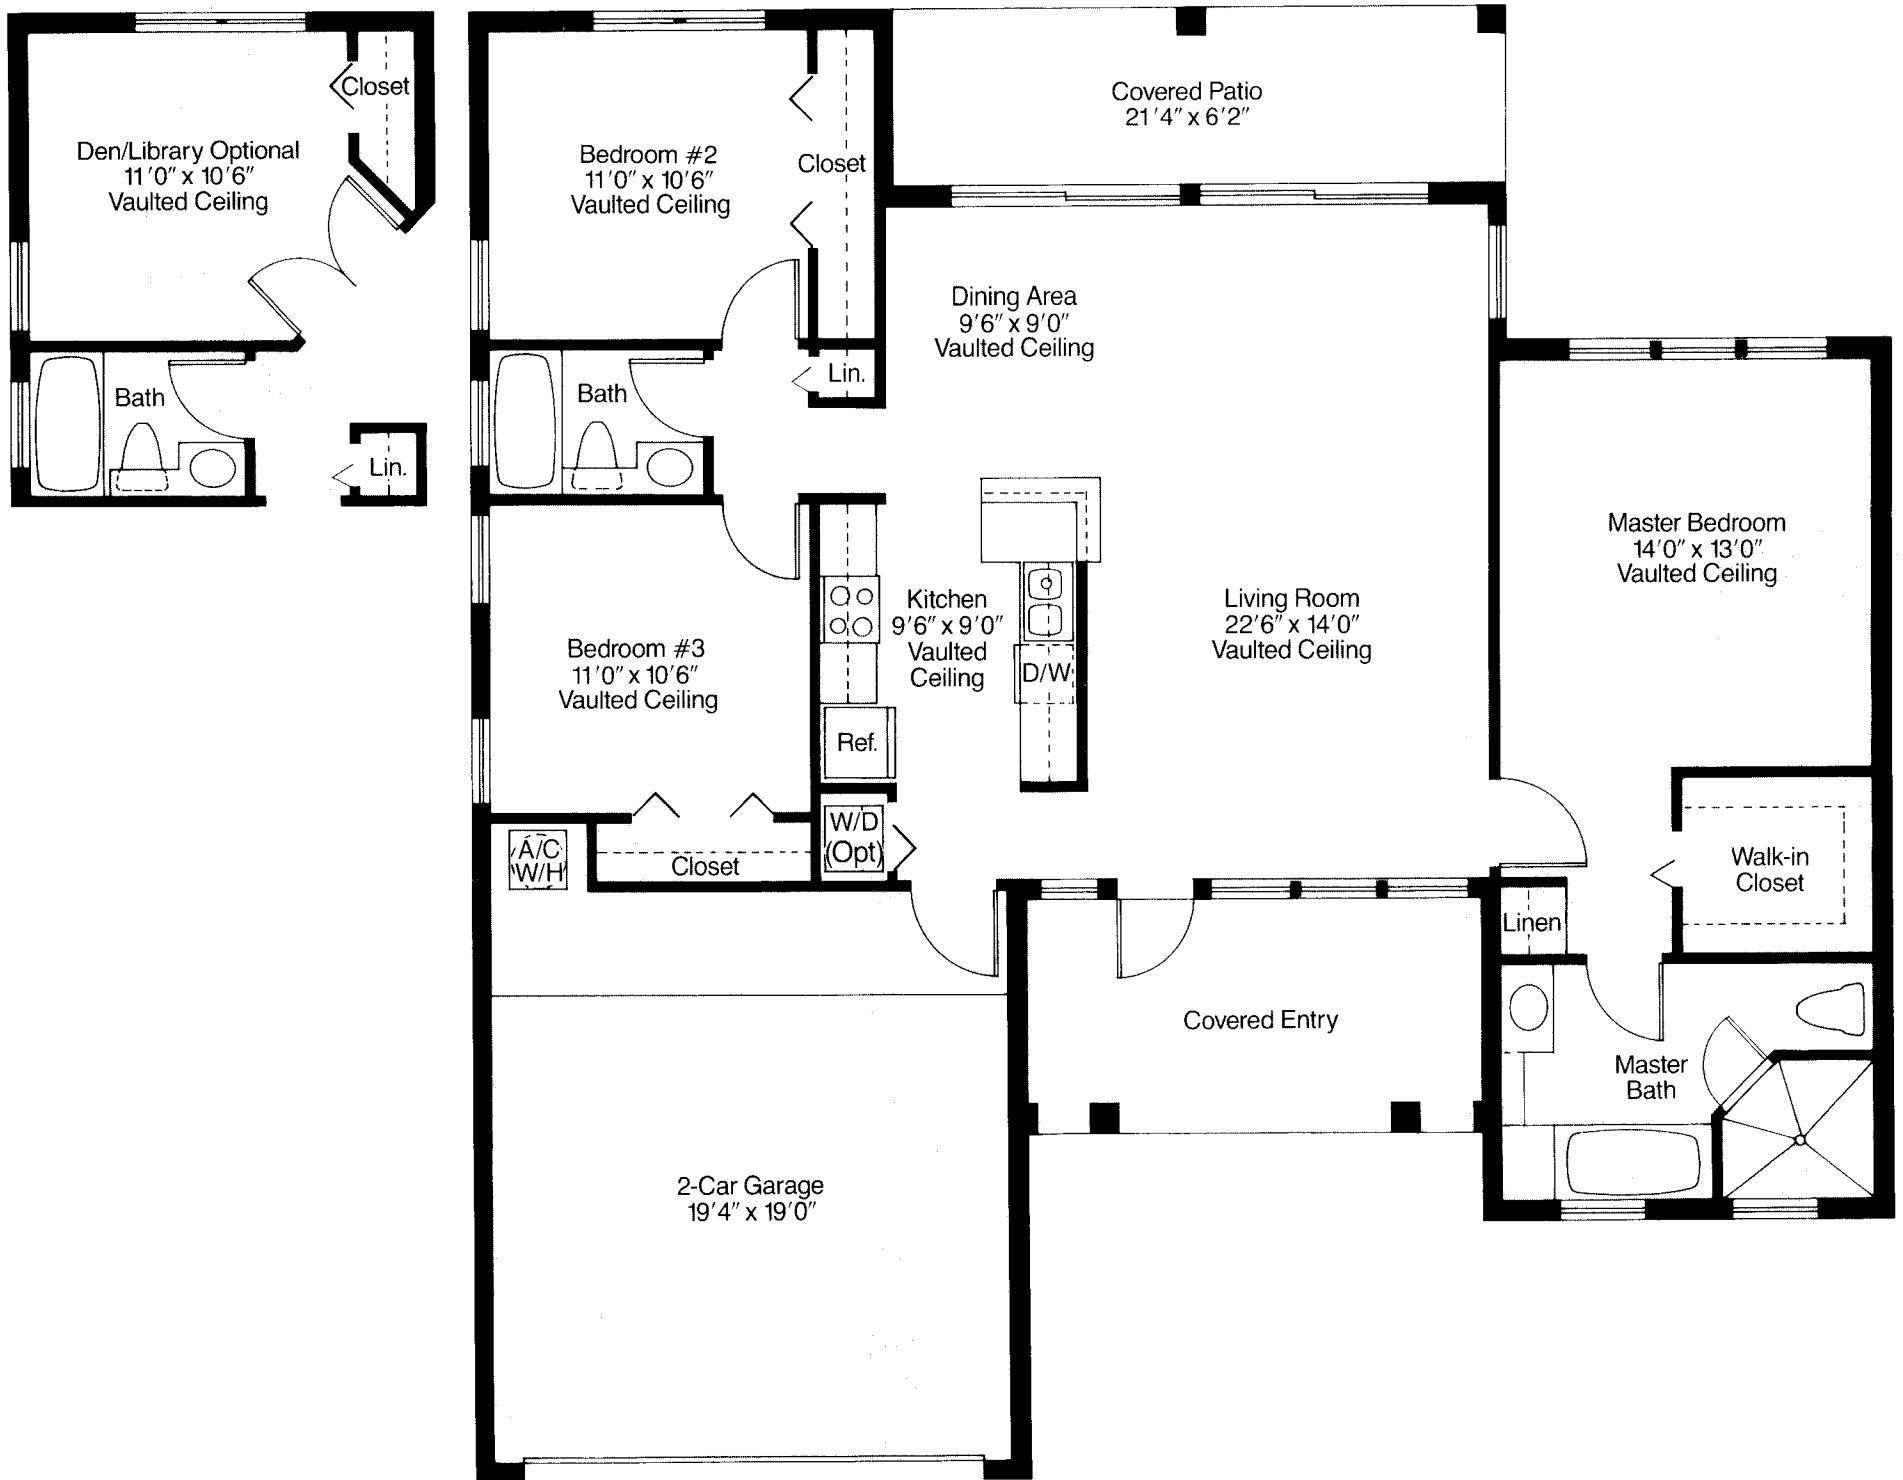 Closet
Den/Library Optional
11'0" x 10'6"
Vaulted Ceiling
Bath
Lin.
Bedroom #2
11'0" x 10'6"
Vaulted Ceiling
Closet
Covered Patio
21'4" x 6'2"
Dining Area
9'6" x 9'0"
Vaulted Ceiling
Lin.
Bath
Master Bedroom
14'0" x 13'0"
Vaulted Ceiling
Living Room
22'6" x 14'0"
Vaulted Ceiling
Kitchen
9'6" x 9'0"
Vaulted
Ceiling
D/W
Bedroom #3
11'0" x 10'6"
Vaulted Ceiling
Ref.
W/D
(Opt)
A/C
W/H
Closet
Walk-in
Closet
Linen
Covered Entry
Master
Bath
2-Car Garage
19'4" x 19'0"